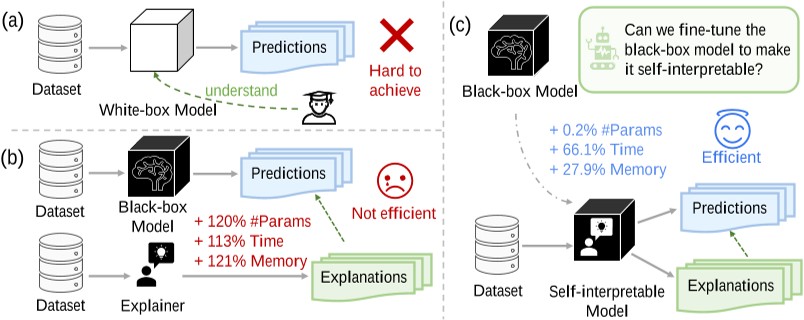 (a)
Dataset
White-box Model
Predictions
understand
Hard to
achieve
(b)
Dataset
Black-box
Model
Predictions
Not efficient
+ 120% #Params
+ 113% Time
+ 121% Memory
Dataset
Explainer
Explanations
(c)
Black-box Model
Can we fine-tune the
black-box model to make
it self-interpretable?
+ 0.2% #Params
+ 66.1% Time
+ 27.9% Memory
Efficient
Dataset
Self-interpretable
Model
Predictions
Explanations